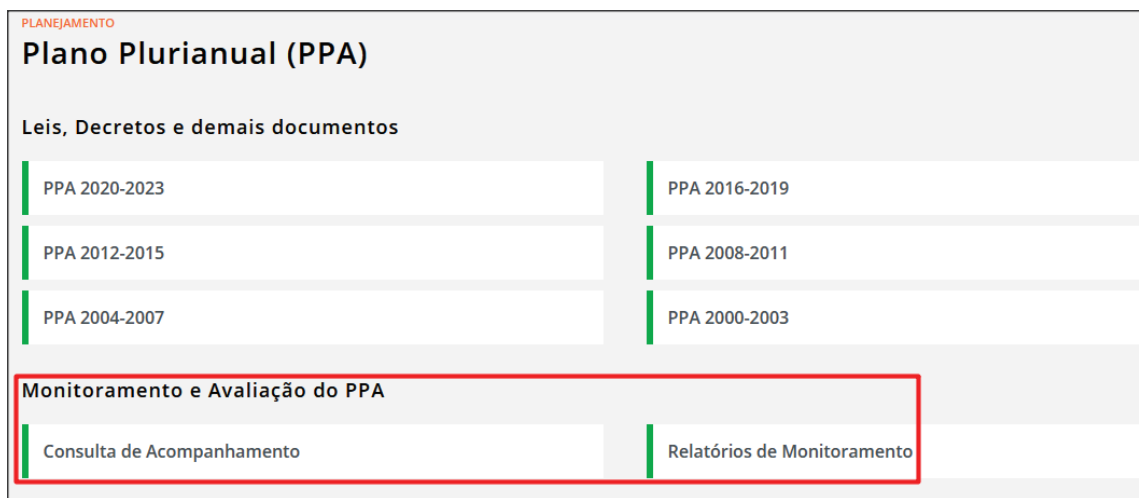 PLANEJAMENTO
Plano Plurianual (PPA)
Leis, Decretos e demais documentos
PPA 2020-2023
PPA 2016-2019
PPA 2012-2015
PPA 2008-2011
PPA 2004-2007
PPA 2000-2003
Monitoramento e Avaliação do PPA
Consulta de Acompanhamento
Relatórios de Monitoramento